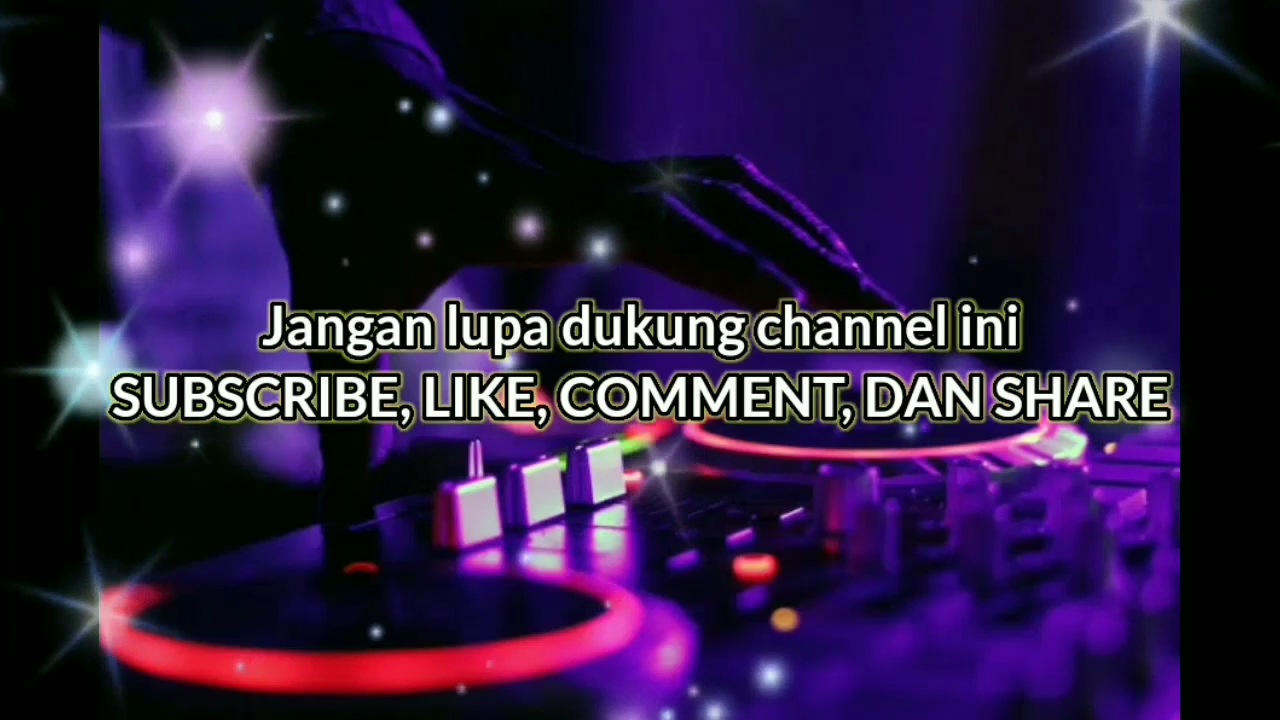 Jangan lupa dukung channel ini
SUBSCRIBE, LIKE, COMMENT, DAN SHARE